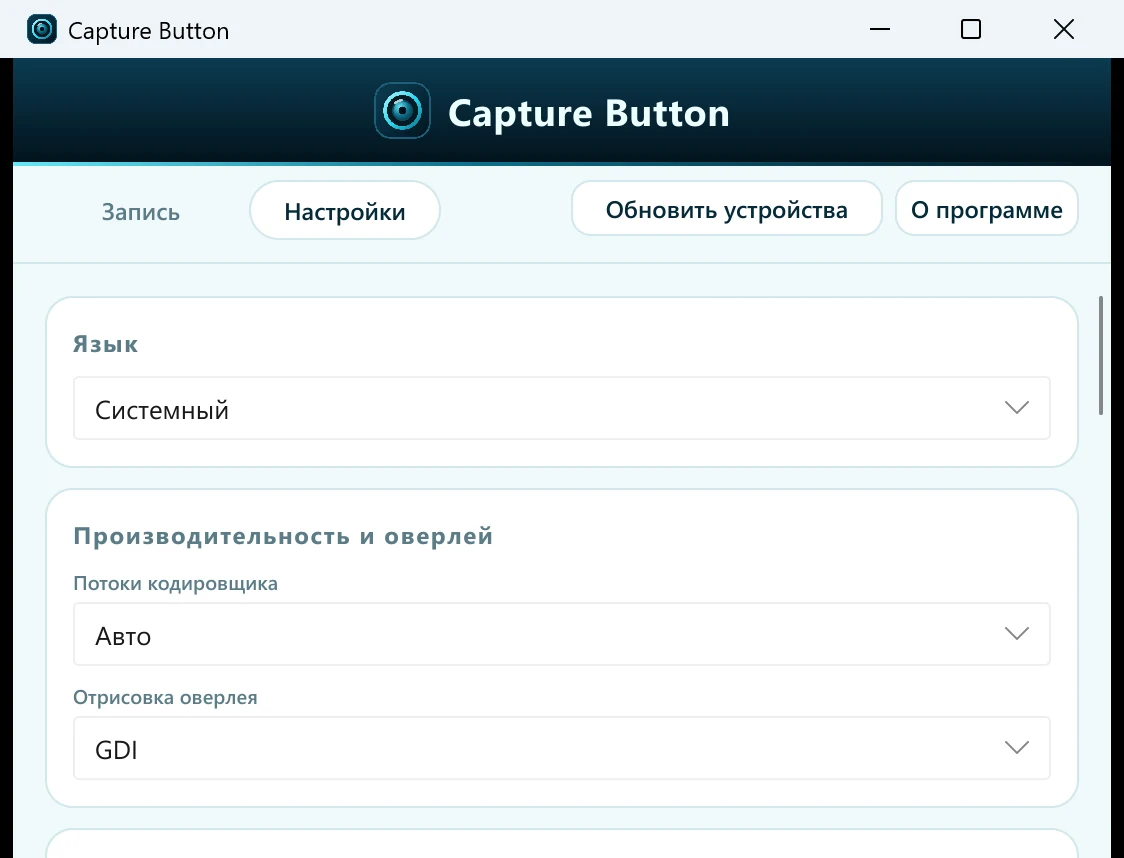 Capture Button
Capture Button
Запись
Настройки
Обновить устройства
О программе
Язык
Системный
Производительность и оверлей
Потоки кодировщика
Авто
Отрисовка оверлея
GDI